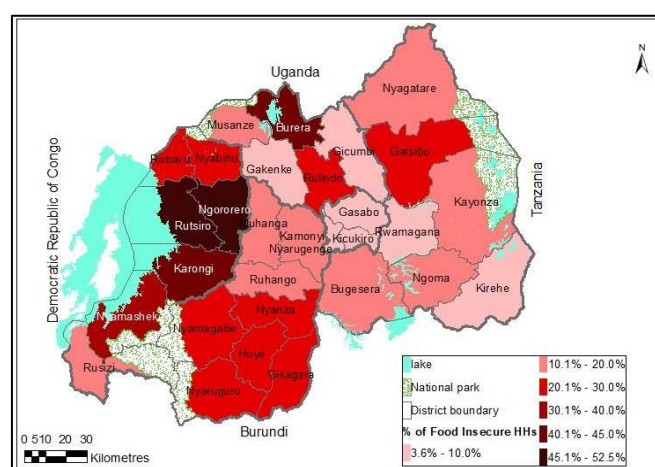 Uganda
N
Nyagatare
Musanze
Burera
Rubavu
Nyabihu
Gakenke
Gicumbi
Rulindo
Gatsibo
Democratic Republic of Congo
Tanzania
Ngororero
Rutsiro
Gasabo
Kayonza
Muhanga
Kamonyi
Kicukiro
Rwamagana
Nyarugenge
Karongi
Ruhango
Bugesera
Ngoma
Kirehe
Nyamashek
Nyamagabe
Nyanza
Rusizi
Huye
Nyaruguru
Gisagara
Burundi
0 5 10 20 30
Kilometres
lake
National park
District boundary
% of Food Insecure HHs
3.6% - 10.0%
10.1% - 20.0%
20.1% - 30.0%
30.1% - 40.0%
40.1% - 45.0%
45.1% - 52.5%